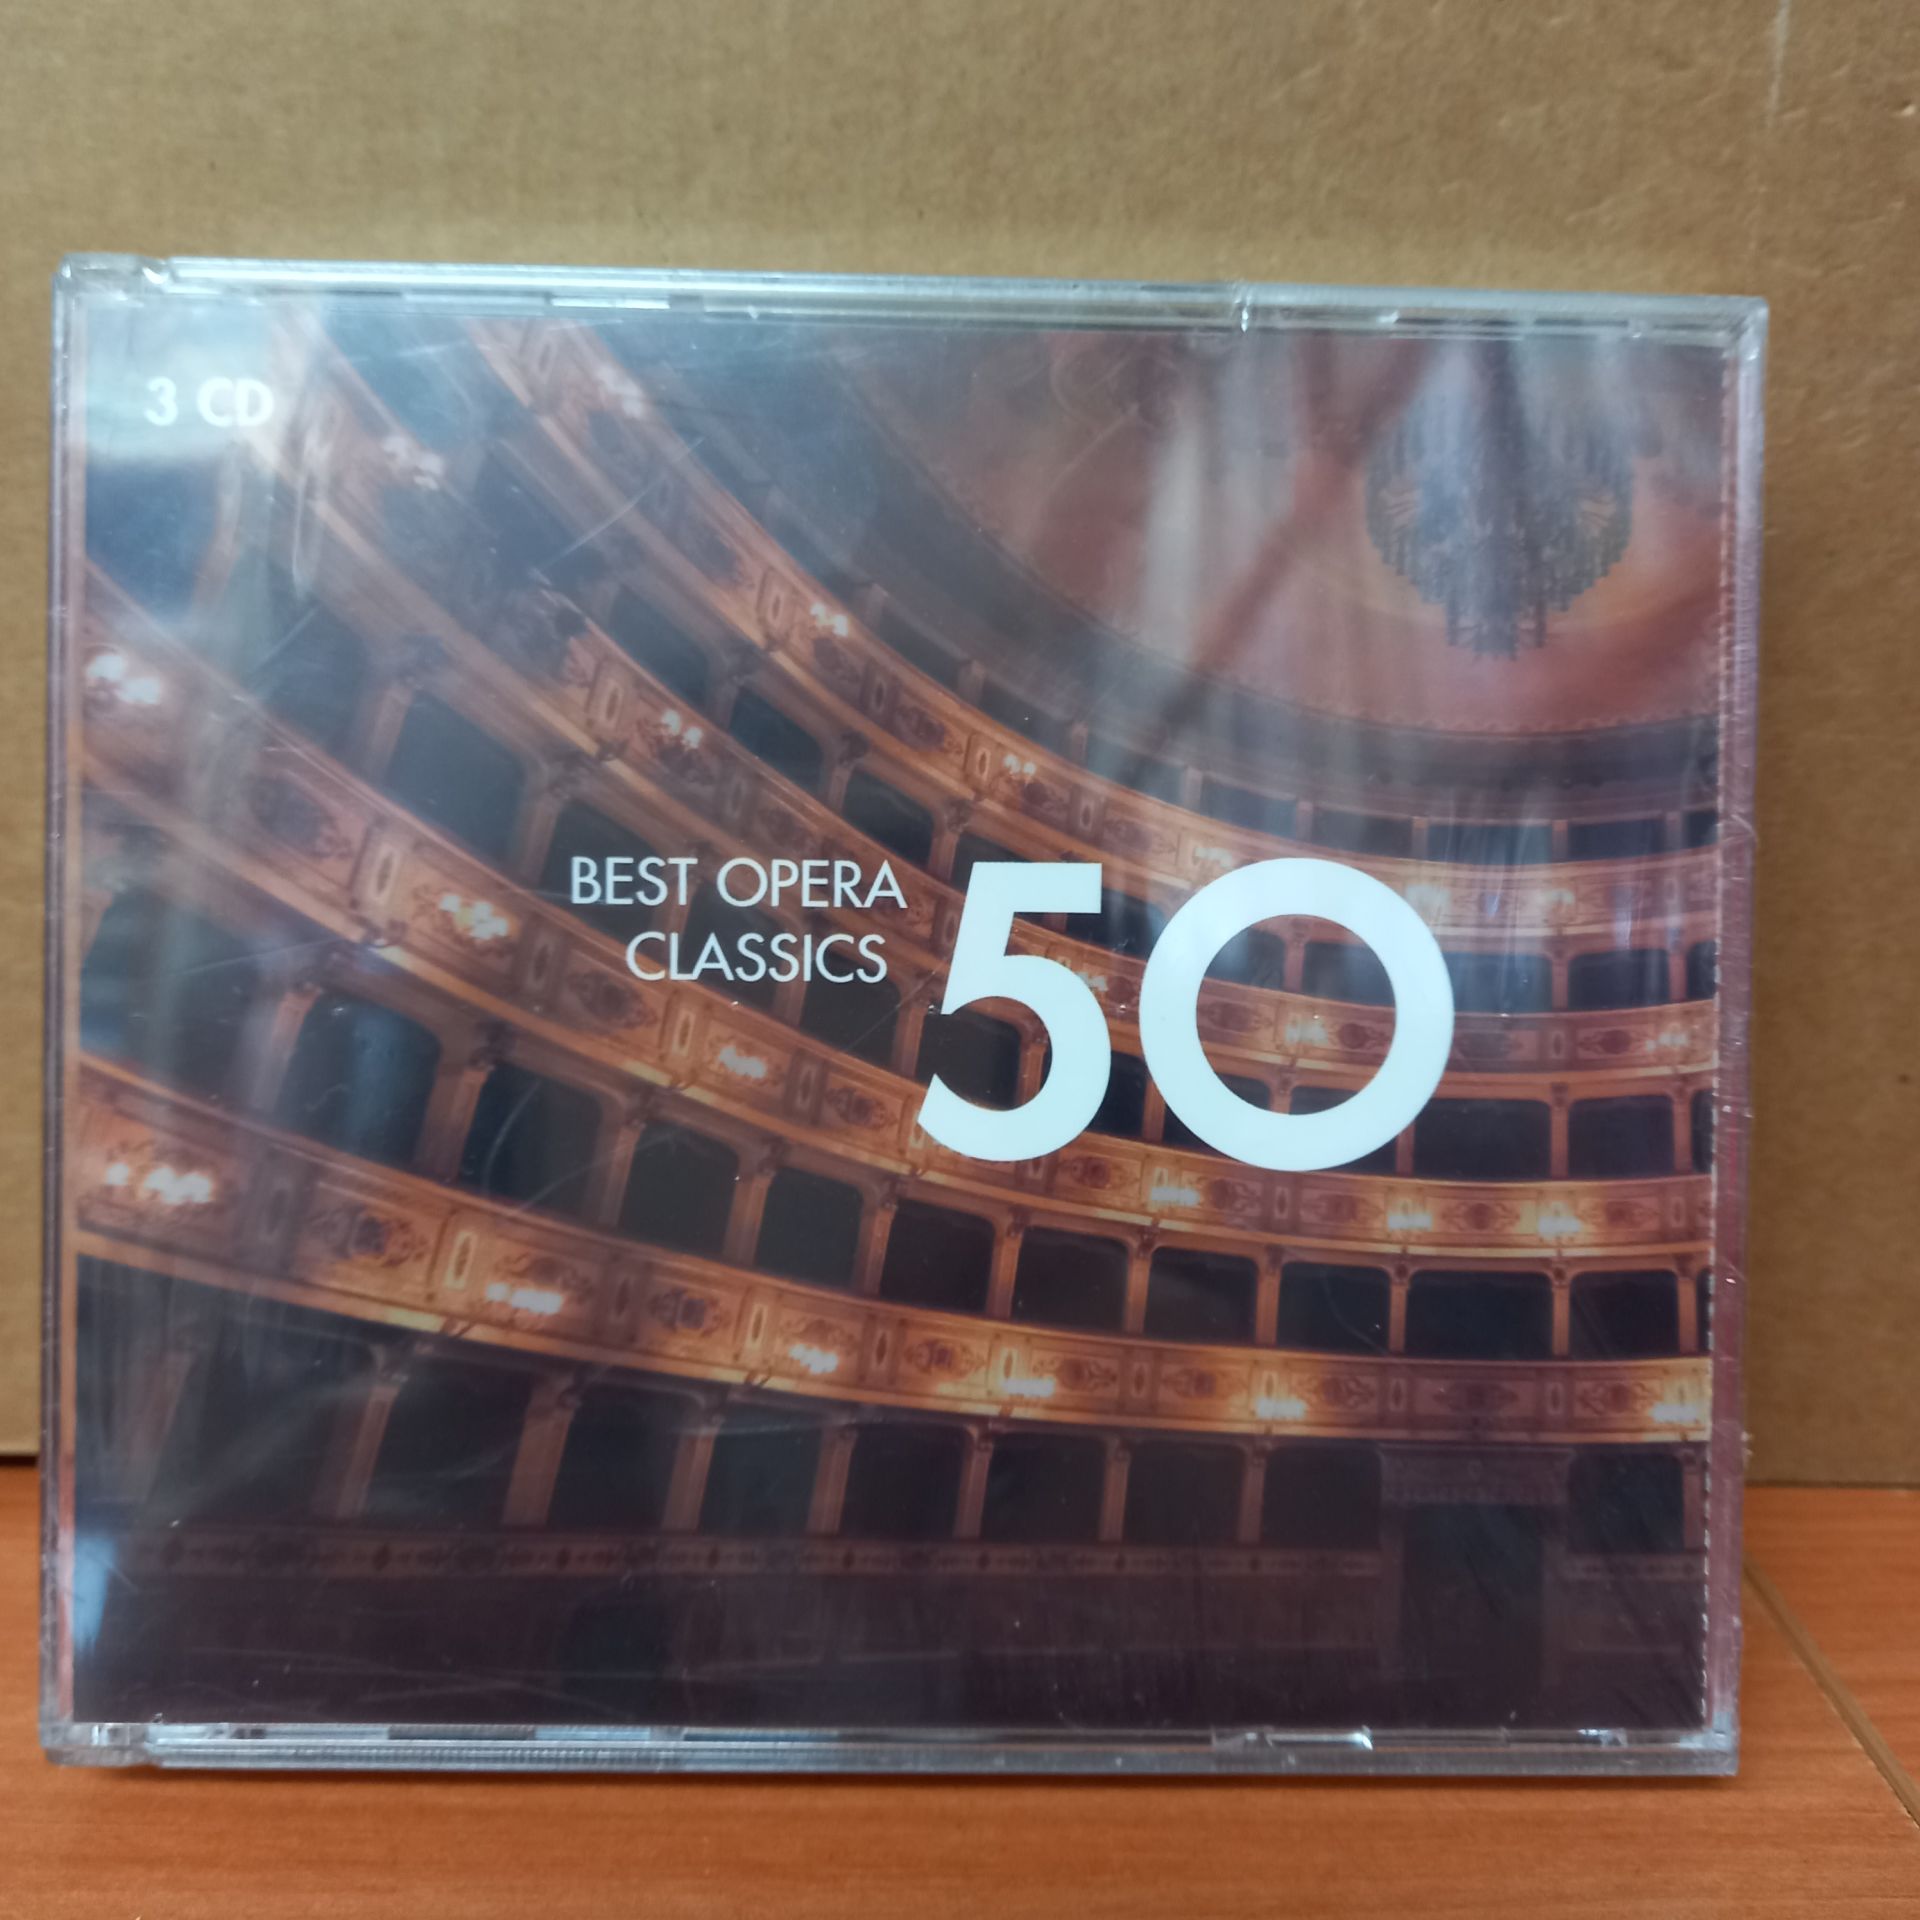 3 CD
BEST OPERA
CLASSICS
50